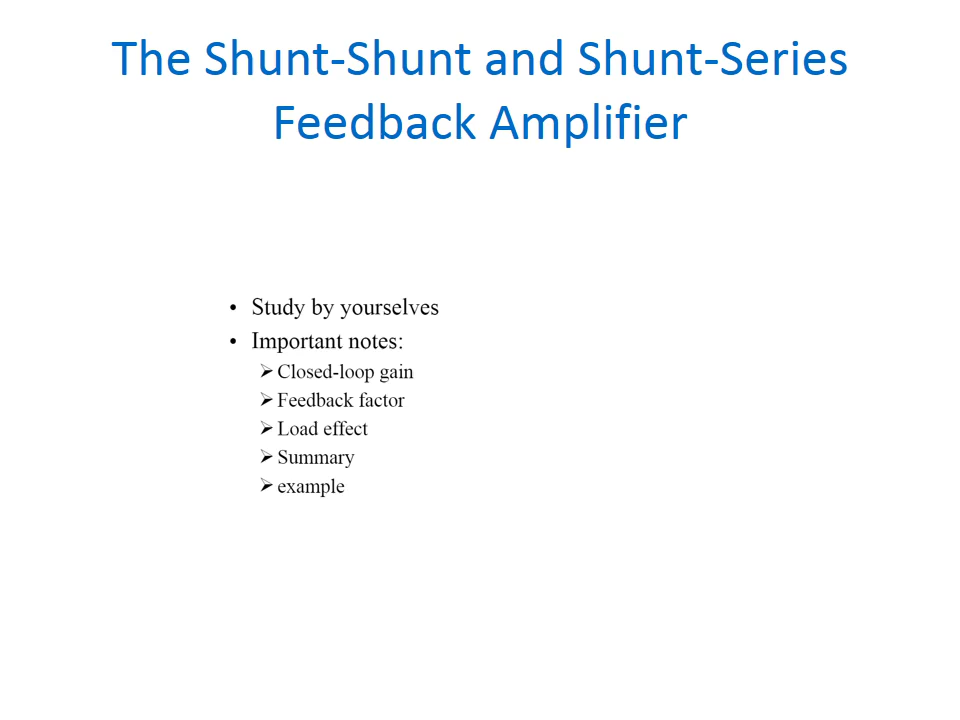 The Shunt-Shunt and Shunt-Series
Feedback Amplifier
• Study by yourselves
• Important notes:
➢ Closed-loop gain
➢ Feedback factor
➢ Load effect
➢ Summary
➢ example